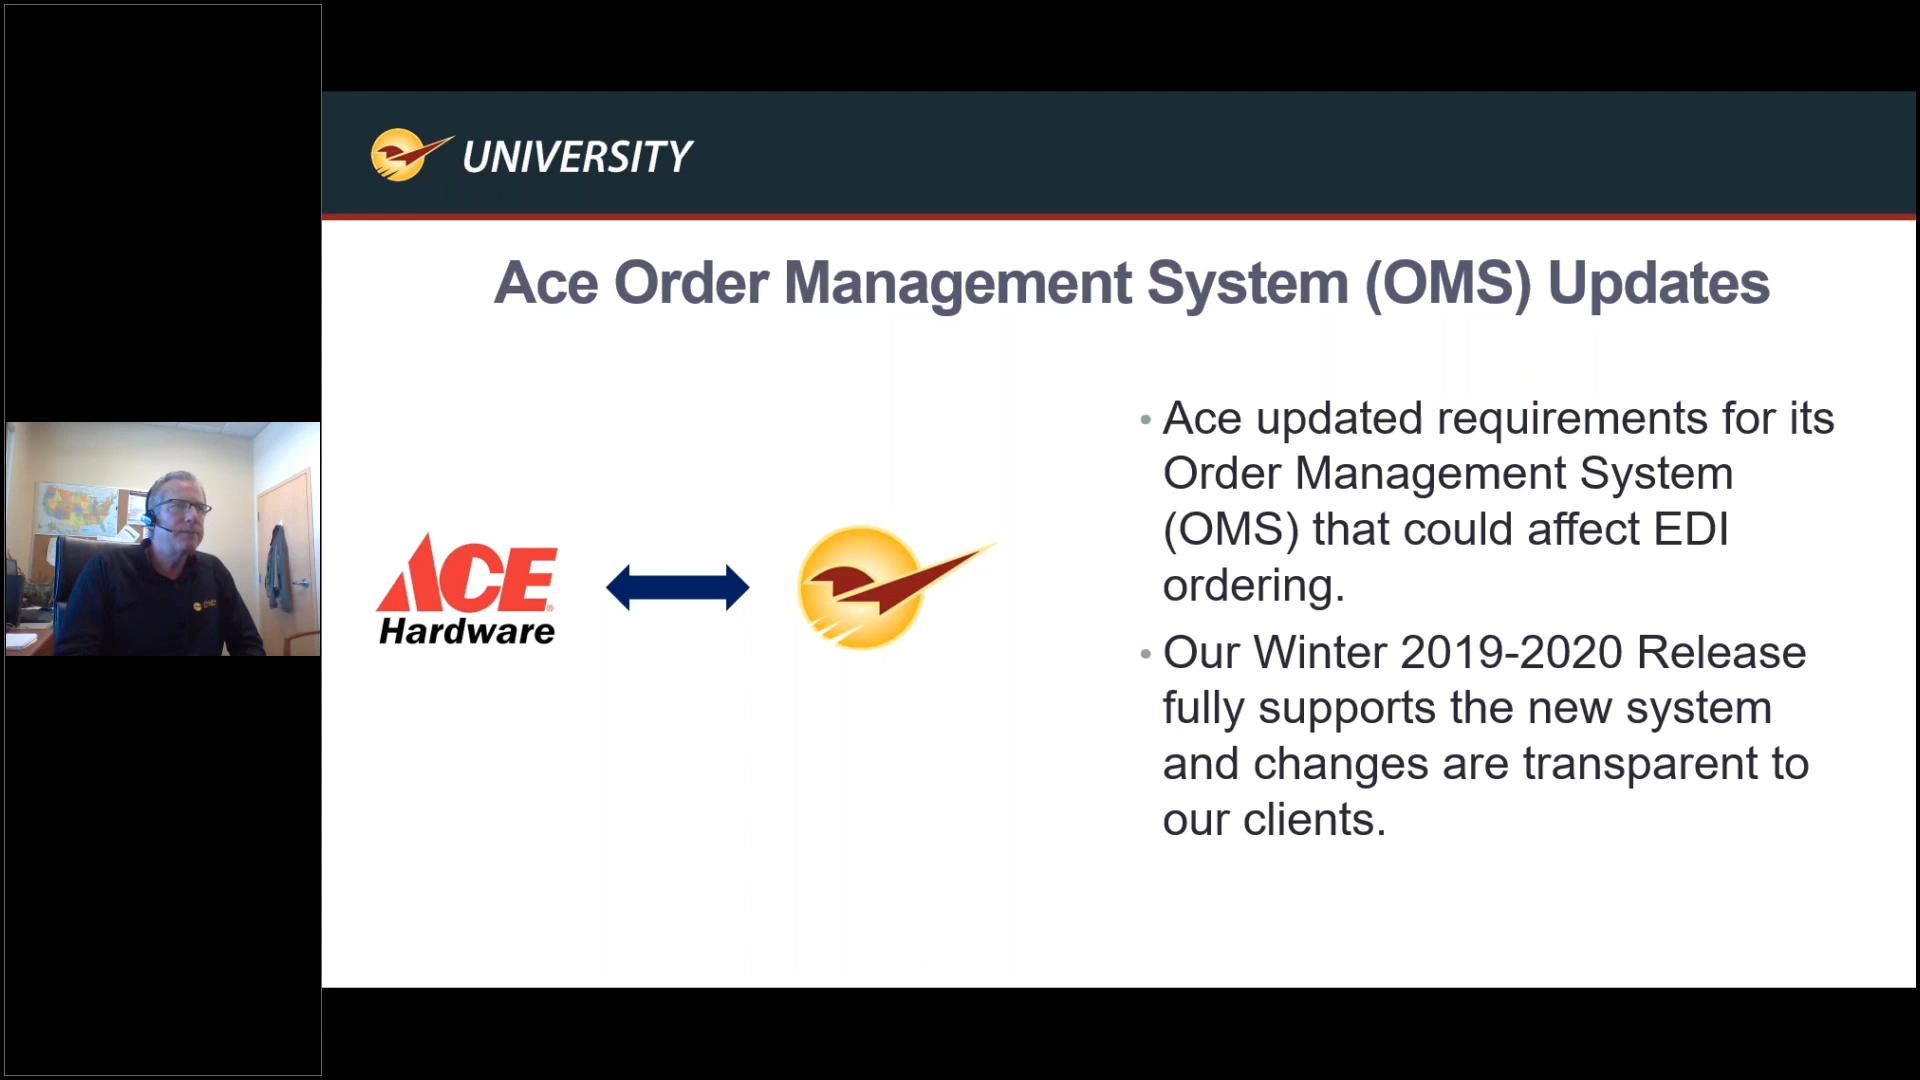 UNIVERSITY
Ace Order Management System (OMS) Updates
ACE
Hardware
• Ace updated requirements for its
Order Management System
(OMS) that could affect EDI
ordering.
• Our Winter 2019-2020 Release
fully supports the new system
and changes are transparent to
our clients.